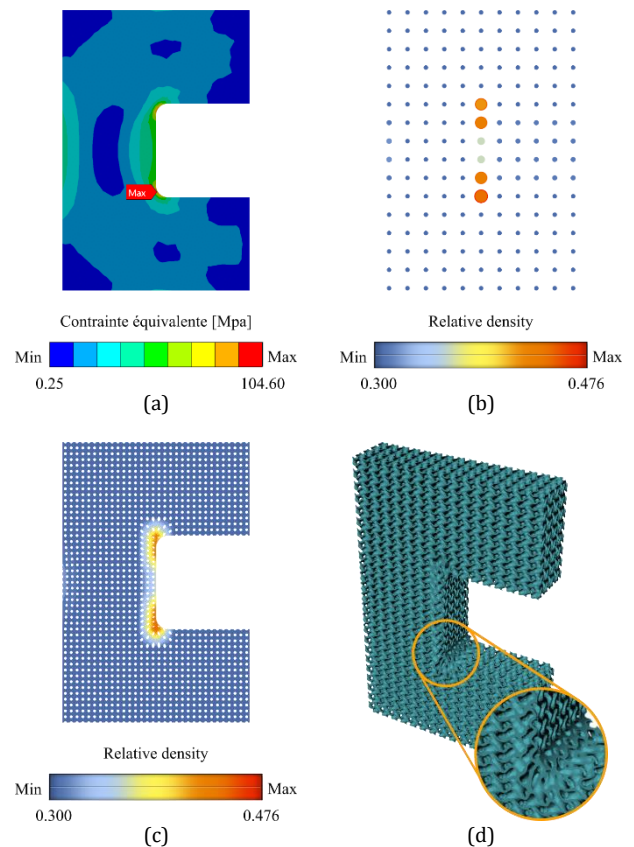 Max
Contrainte équivalente [Mpa]
Min
Max
0.25
104.60
(a)
Relative density
Min
Max
0.300
0.476
(b)
Relative density
Min
Max
0.300
0.476
(c)
(d)